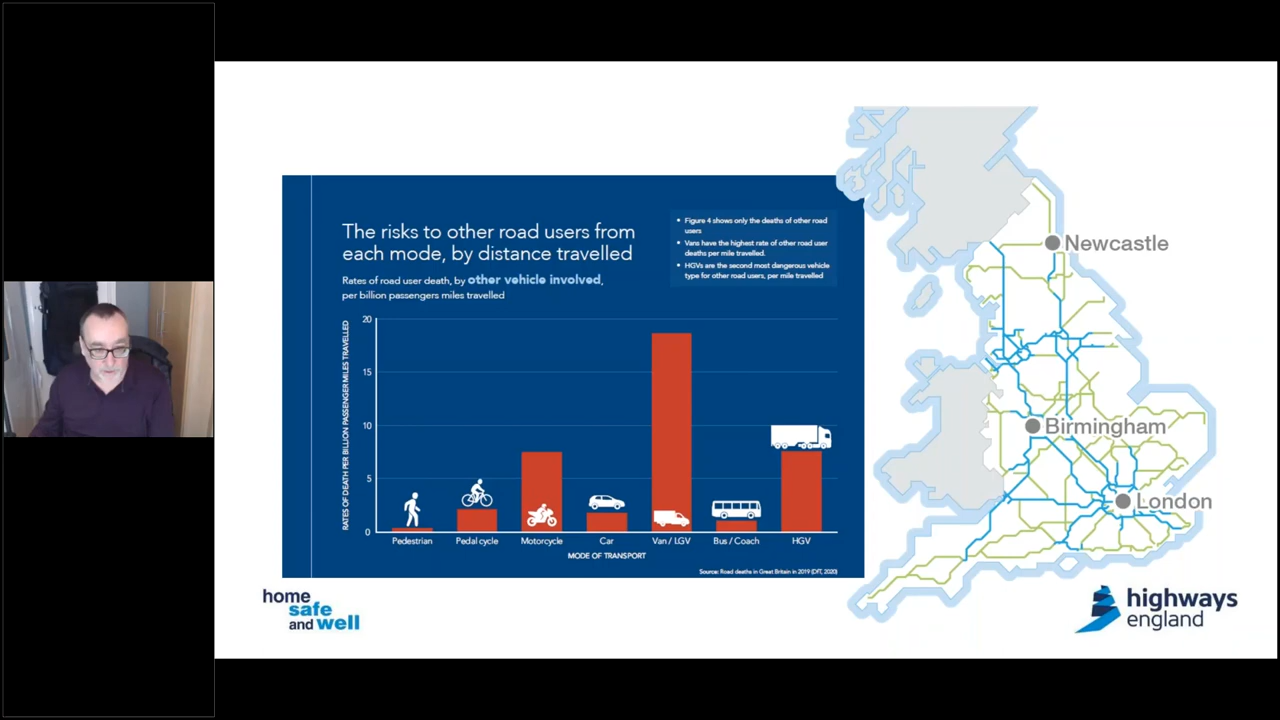 The risks to other road users from
each mode, by distance travelled
Rates of road user death, by other vehicle involved,
per billion passengers miles travelled
• Figure 4 shows only the deaths of other road
users
• Vans have the highest rate of other road user
deaths per mile travelled.
• HGVs are the second most dangerous vehicle
type for other road users, per mile travelled
RATES OF DEATH PER BILLION PASSENGER MILES TRAVELLED
20
15
10
5
0
Pedestrian
Pedal cycle
Motorcycle
Car
Van / LGV
Bus / Coach
HGV
MODE OF TRANSPORT
Source: Road deaths in Great Britain in 2019 (DfT, 2020)
Newcastle
Birmingham
London
home
safe
and well
highways
england